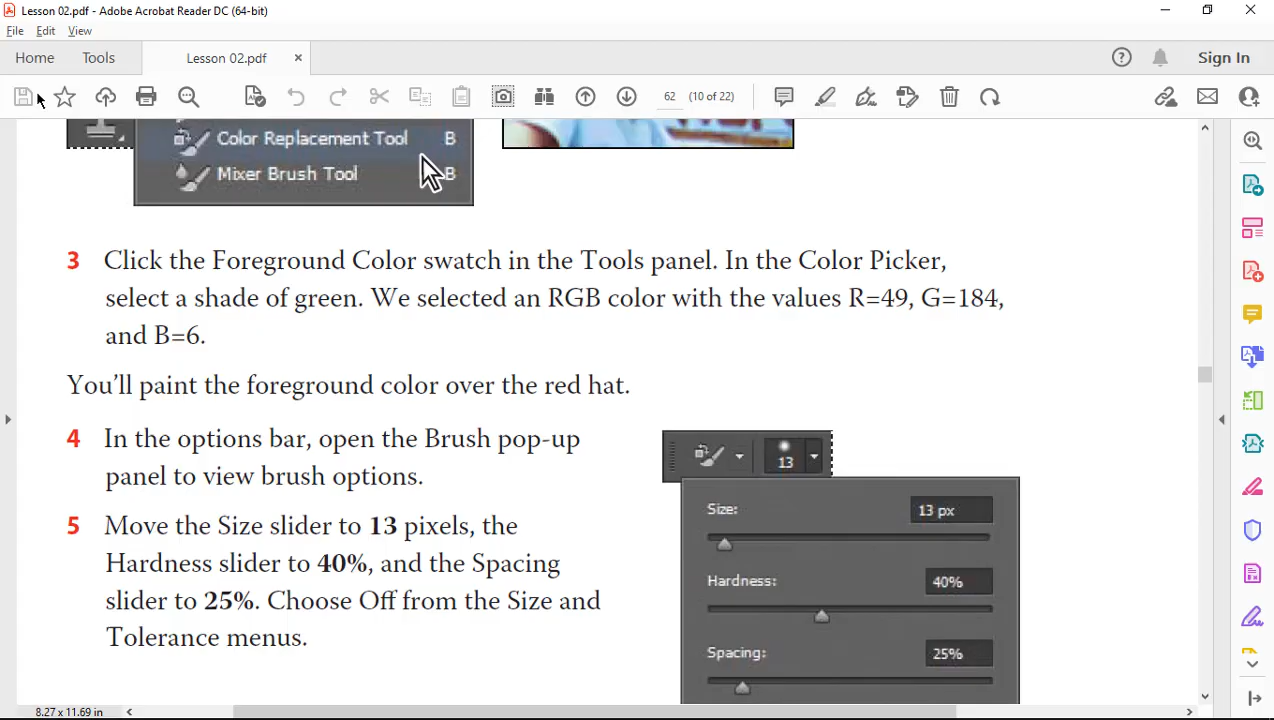 Lesson 02.pdf - Adobe Acrobat Reader DC (64-bit)
File Edit View
Home Tools Lesson 02.pdf × Sign In
62 (10 of 22)
Color Replacement Tool B
Mixer Brush Tool B
3 Click the Foreground Color swatch in the Tools panel. In the Color Picker,
select a shade of green. We selected an RGB color with the values R=49, G=184,
and B=6.
You'll paint the foreground color over the red hat.
4 In the options bar, open the Brush pop-up
panel to view brush options.
5 Move the Size slider to 13 pixels, the
Hardness slider to 40%, and the Spacing
slider to 25%. Choose Off from the Size and
Tolerance menus.
13
Size: 13 px
Hardness: 40%
Spacing: 25%
8.27 x 11.69 in